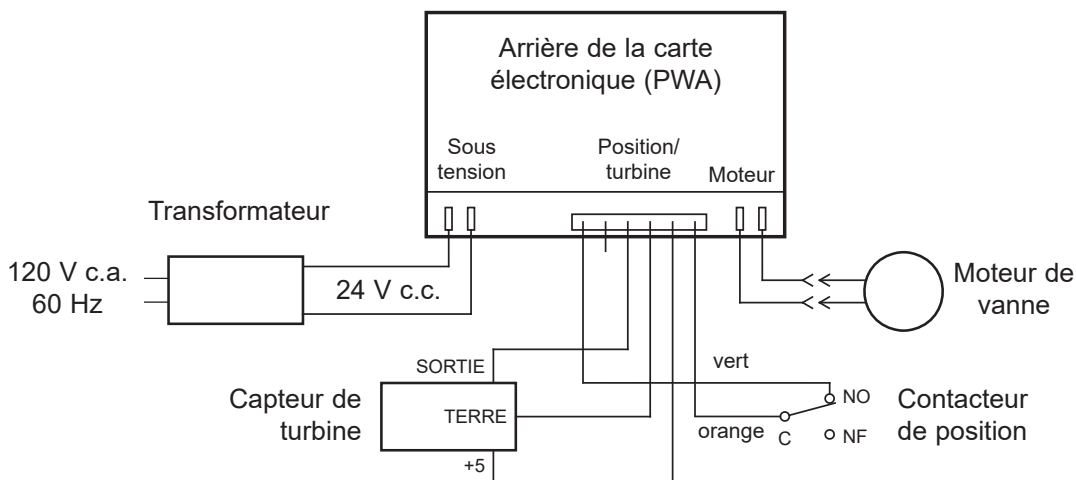 Arrière de la carte
électronique (PWA)
Sous
tension
Position/
turbine
Moteur
Transformateur
120 V c.a.
60 Hz
24 V c.c.
Moteur de
vanne
SORTIE
vert
Capteur de
turbine
TERRE
NO
Contacteur
de position
orange
C
NF
+5